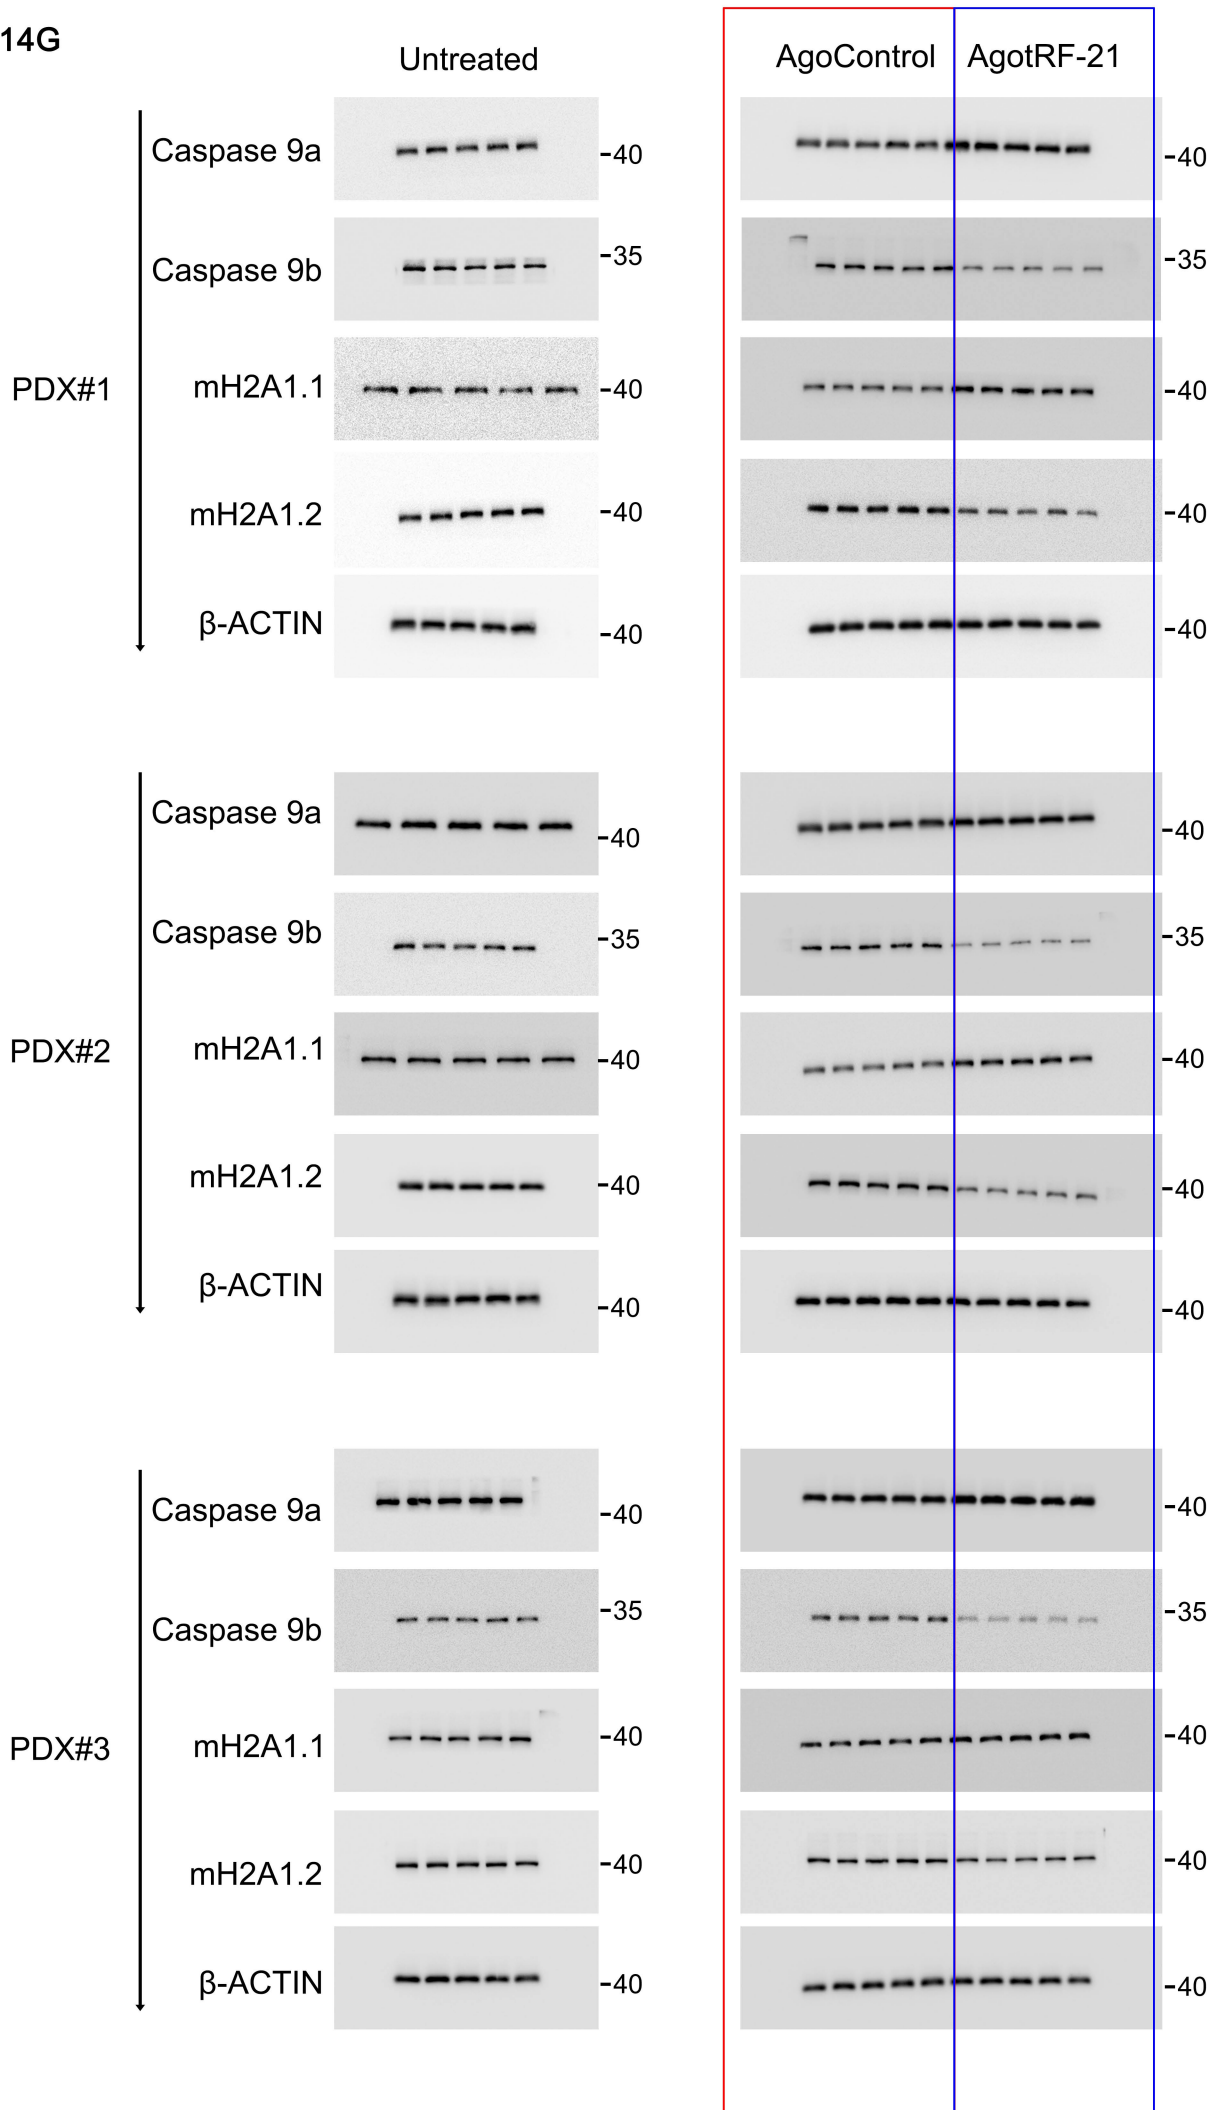 14G
Untreated AgoControl AgotRF-21
Caspase 9a -40 -40
Caspase 9b -35 -35
PDX#1 mH2A1.1 -40 -40
mH2A1.2 -40 -40
β-ACTIN -40 -40
Caspase 9a -40 -40
Caspase 9b -35 -35
PDX#2 mH2A1.1 -40 -40
mH2A1.2 -40 -40
β-ACTIN -40 -40
Caspase 9a -40 -40
Caspase 9b -35 -35
PDX#3 mH2A1.1 -40 -40
mH2A1.2 -40 -40
β-ACTIN -40 -40